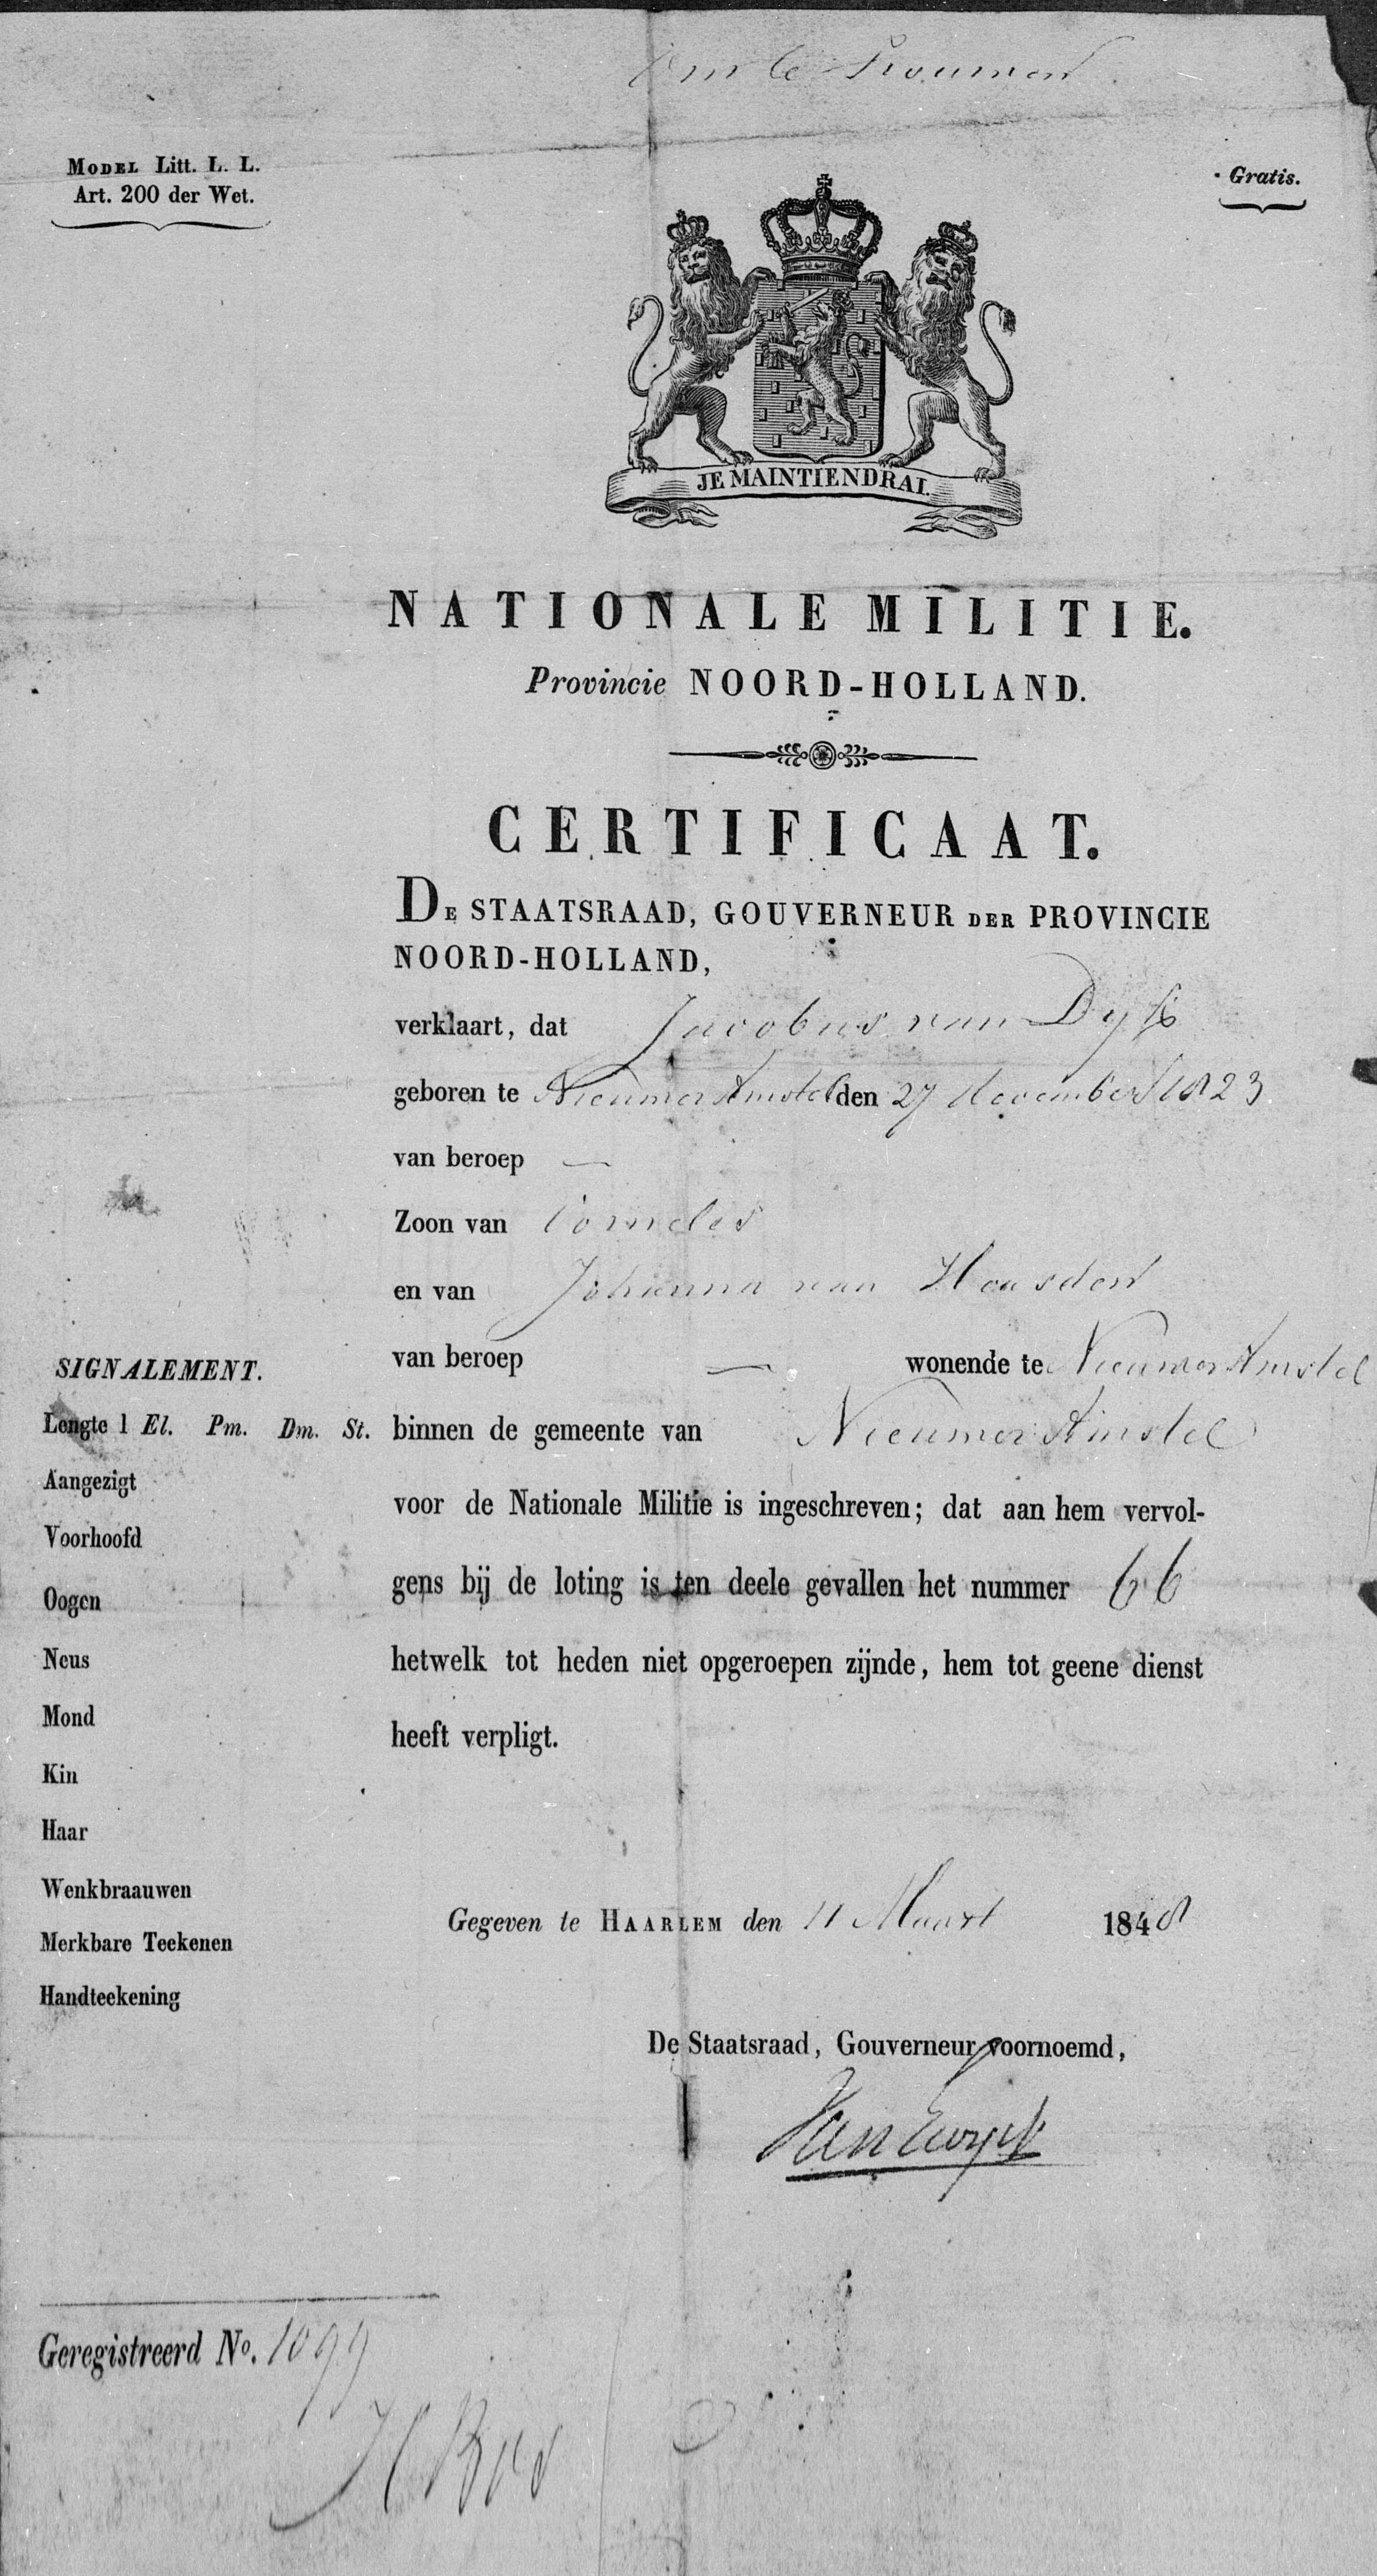 Om te Trouwen
MODEL Litt. L. L.
Art. 200 der Wet.
Gratis.
JE MAINTIENDRAI.
NATIONALE MILITIE.
Provincie NOORD-HOLLAND.
CERTIFICAAT.
DE STAATSRAAD, GOUVERNEUR DER PROVINCIE
NOORD-HOLLAND,
verklaart, dat Jacobus van Dyk
geboren te Nieuwer Amstel den 27 November 1823
van beroep —
Zoon van Cornelis
en van Johanna van Heusden
van beroep — wonende te Nieuwer Amstel
binnen de gemeente van Nieuwer Amstel
voor de Nationale Militie is ingeschreven; dat aan hem vervol-
gens bij de loting is ten deele gevallen het nummer 66
hetwelk tot heden niet opgeroepen zijnde, hem tot geene dienst
heeft verpligt.
SIGNALEMENT.
Lengte 1 El. Pm. Dm. St.
Aangezigt
Voorhoofd
Oogen
Neus
Mond
Kin
Haar
Wenkbraauwen
Merkbare Teekenen
Handteekening
Gegeven te HAARLEM den 11 Maart 1848
De Staatsraad, Gouverneur voornoemd,
Van Ewijck
Geregistreerd No. 1099